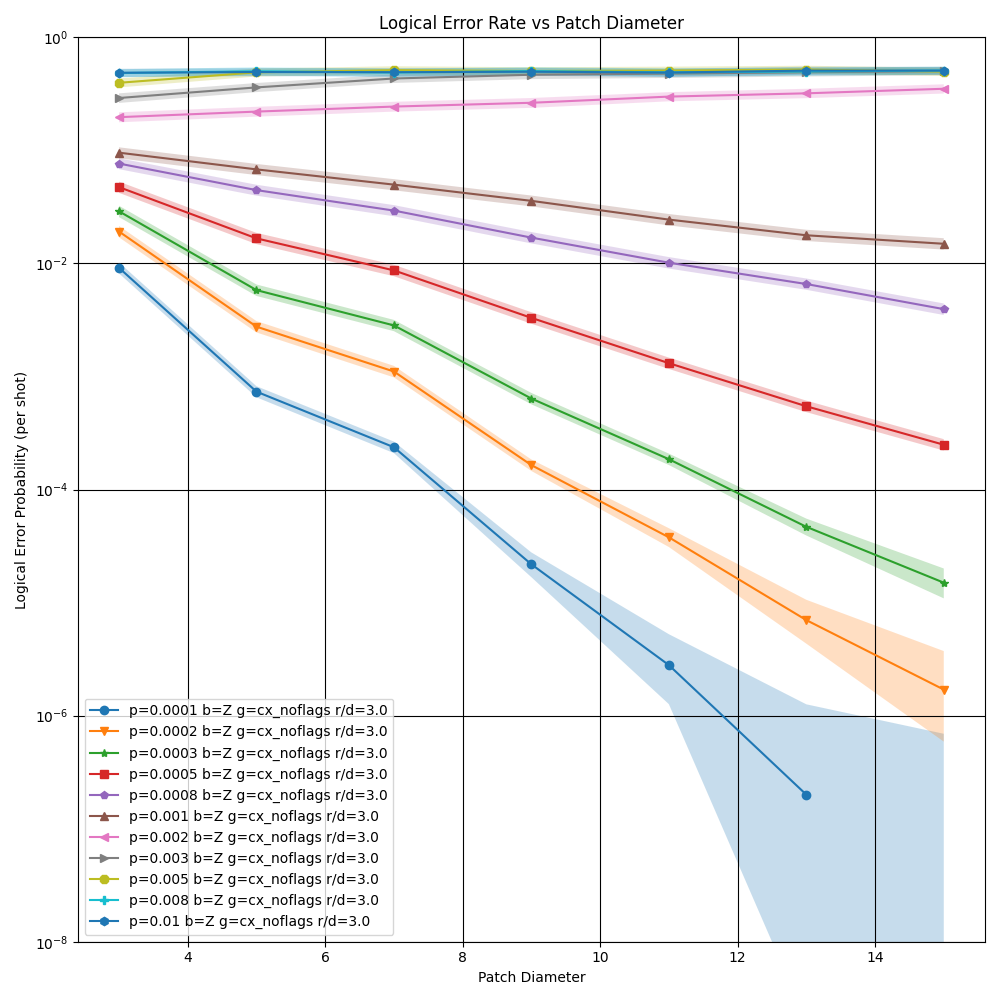 Logical Error Rate vs Patch Diameter
Logical Error Probability (per shot)
10⁰
10⁻²
10⁻⁴
10⁻⁶
10⁻⁸
p=0.0001 b=Z g=cx_noflags r/d=3.0
p=0.0002 b=Z g=cx_noflags r/d=3.0
p=0.0003 b=Z g=cx_noflags r/d=3.0
p=0.0005 b=Z g=cx_noflags r/d=3.0
p=0.0008 b=Z g=cx_noflags r/d=3.0
p=0.001 b=Z g=cx_noflags r/d=3.0
p=0.002 b=Z g=cx_noflags r/d=3.0
p=0.003 b=Z g=cx_noflags r/d=3.0
p=0.005 b=Z g=cx_noflags r/d=3.0
p=0.008 b=Z g=cx_noflags r/d=3.0
p=0.01 b=Z g=cx_noflags r/d=3.0
4 6 8 10 12 14
Patch Diameter